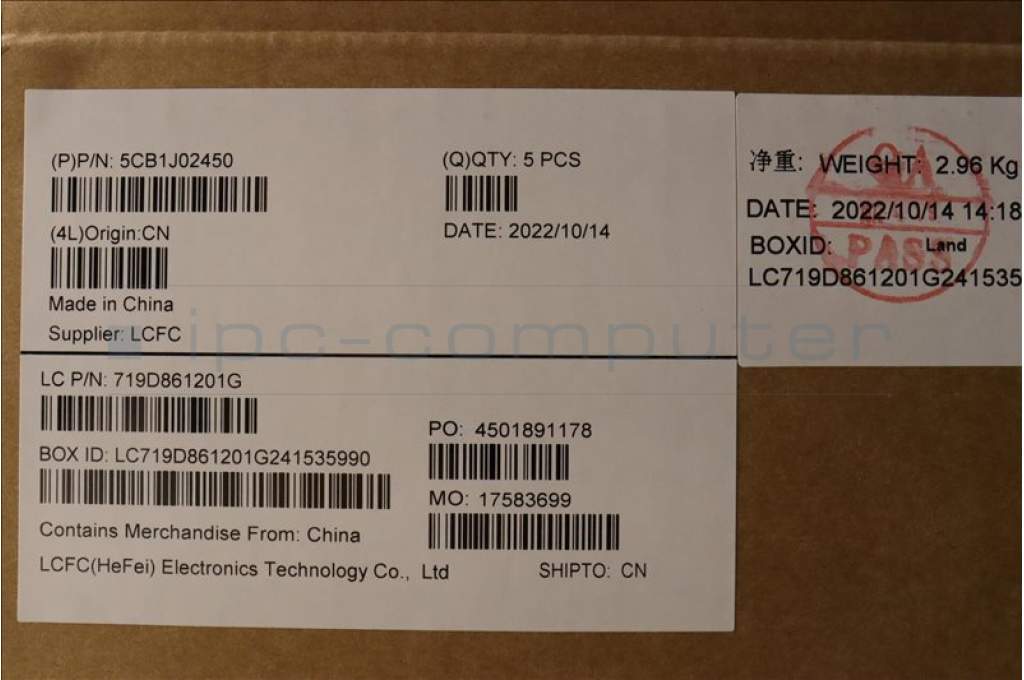 (P)P/N: 5CB1J02450
(Q)QTY: 5 PCS
(4L)Origin:CN
DATE: 2022/10/14
Made in China
Supplier: LCFC
净重: WEIGHT: 2.96 Kg
DATE: 2022/10/14 14:18
BOXID: Land
LC719D861201G241535
QA
PASS
ipc-computer
LC P/N: 719D861201G
PO: 4501891178
BOX ID: LC719D861201G241535990
MO: 17583699
Contains Merchandise From: China
LCFC(HeFei) Electronics Technology Co., Ltd
SHIPTO: CN